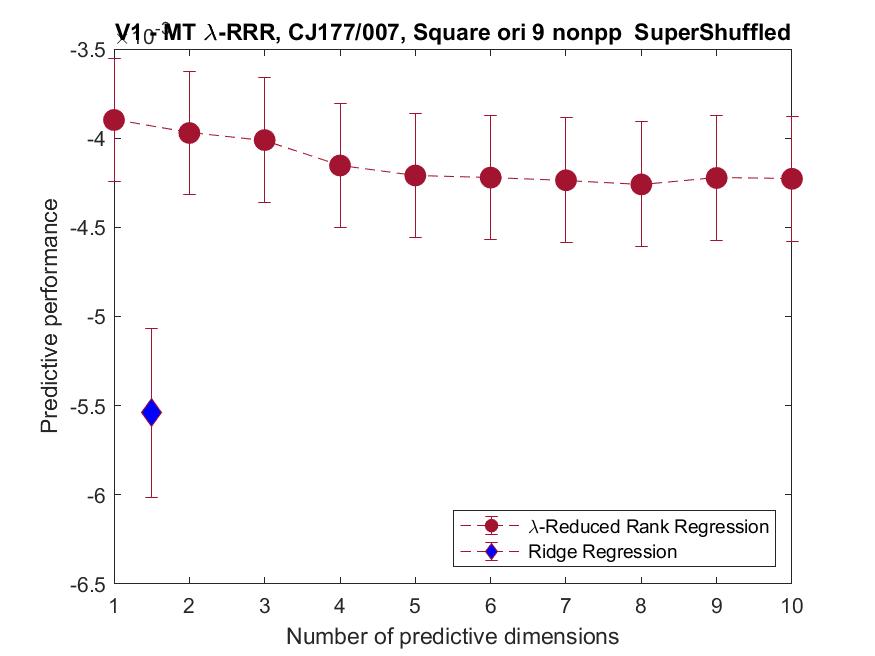 V1 - MT λ-RRR, CJ177/007, Square ori 9 nonpp  SuperShuffled
×10-3
-3.5
-4
-4.5
-5
-5.5
-6
-6.5
Predictive performance
λ-Reduced Rank Regression
Ridge Regression
1 2 3 4 5 6 7 8 9 10
Number of predictive dimensions